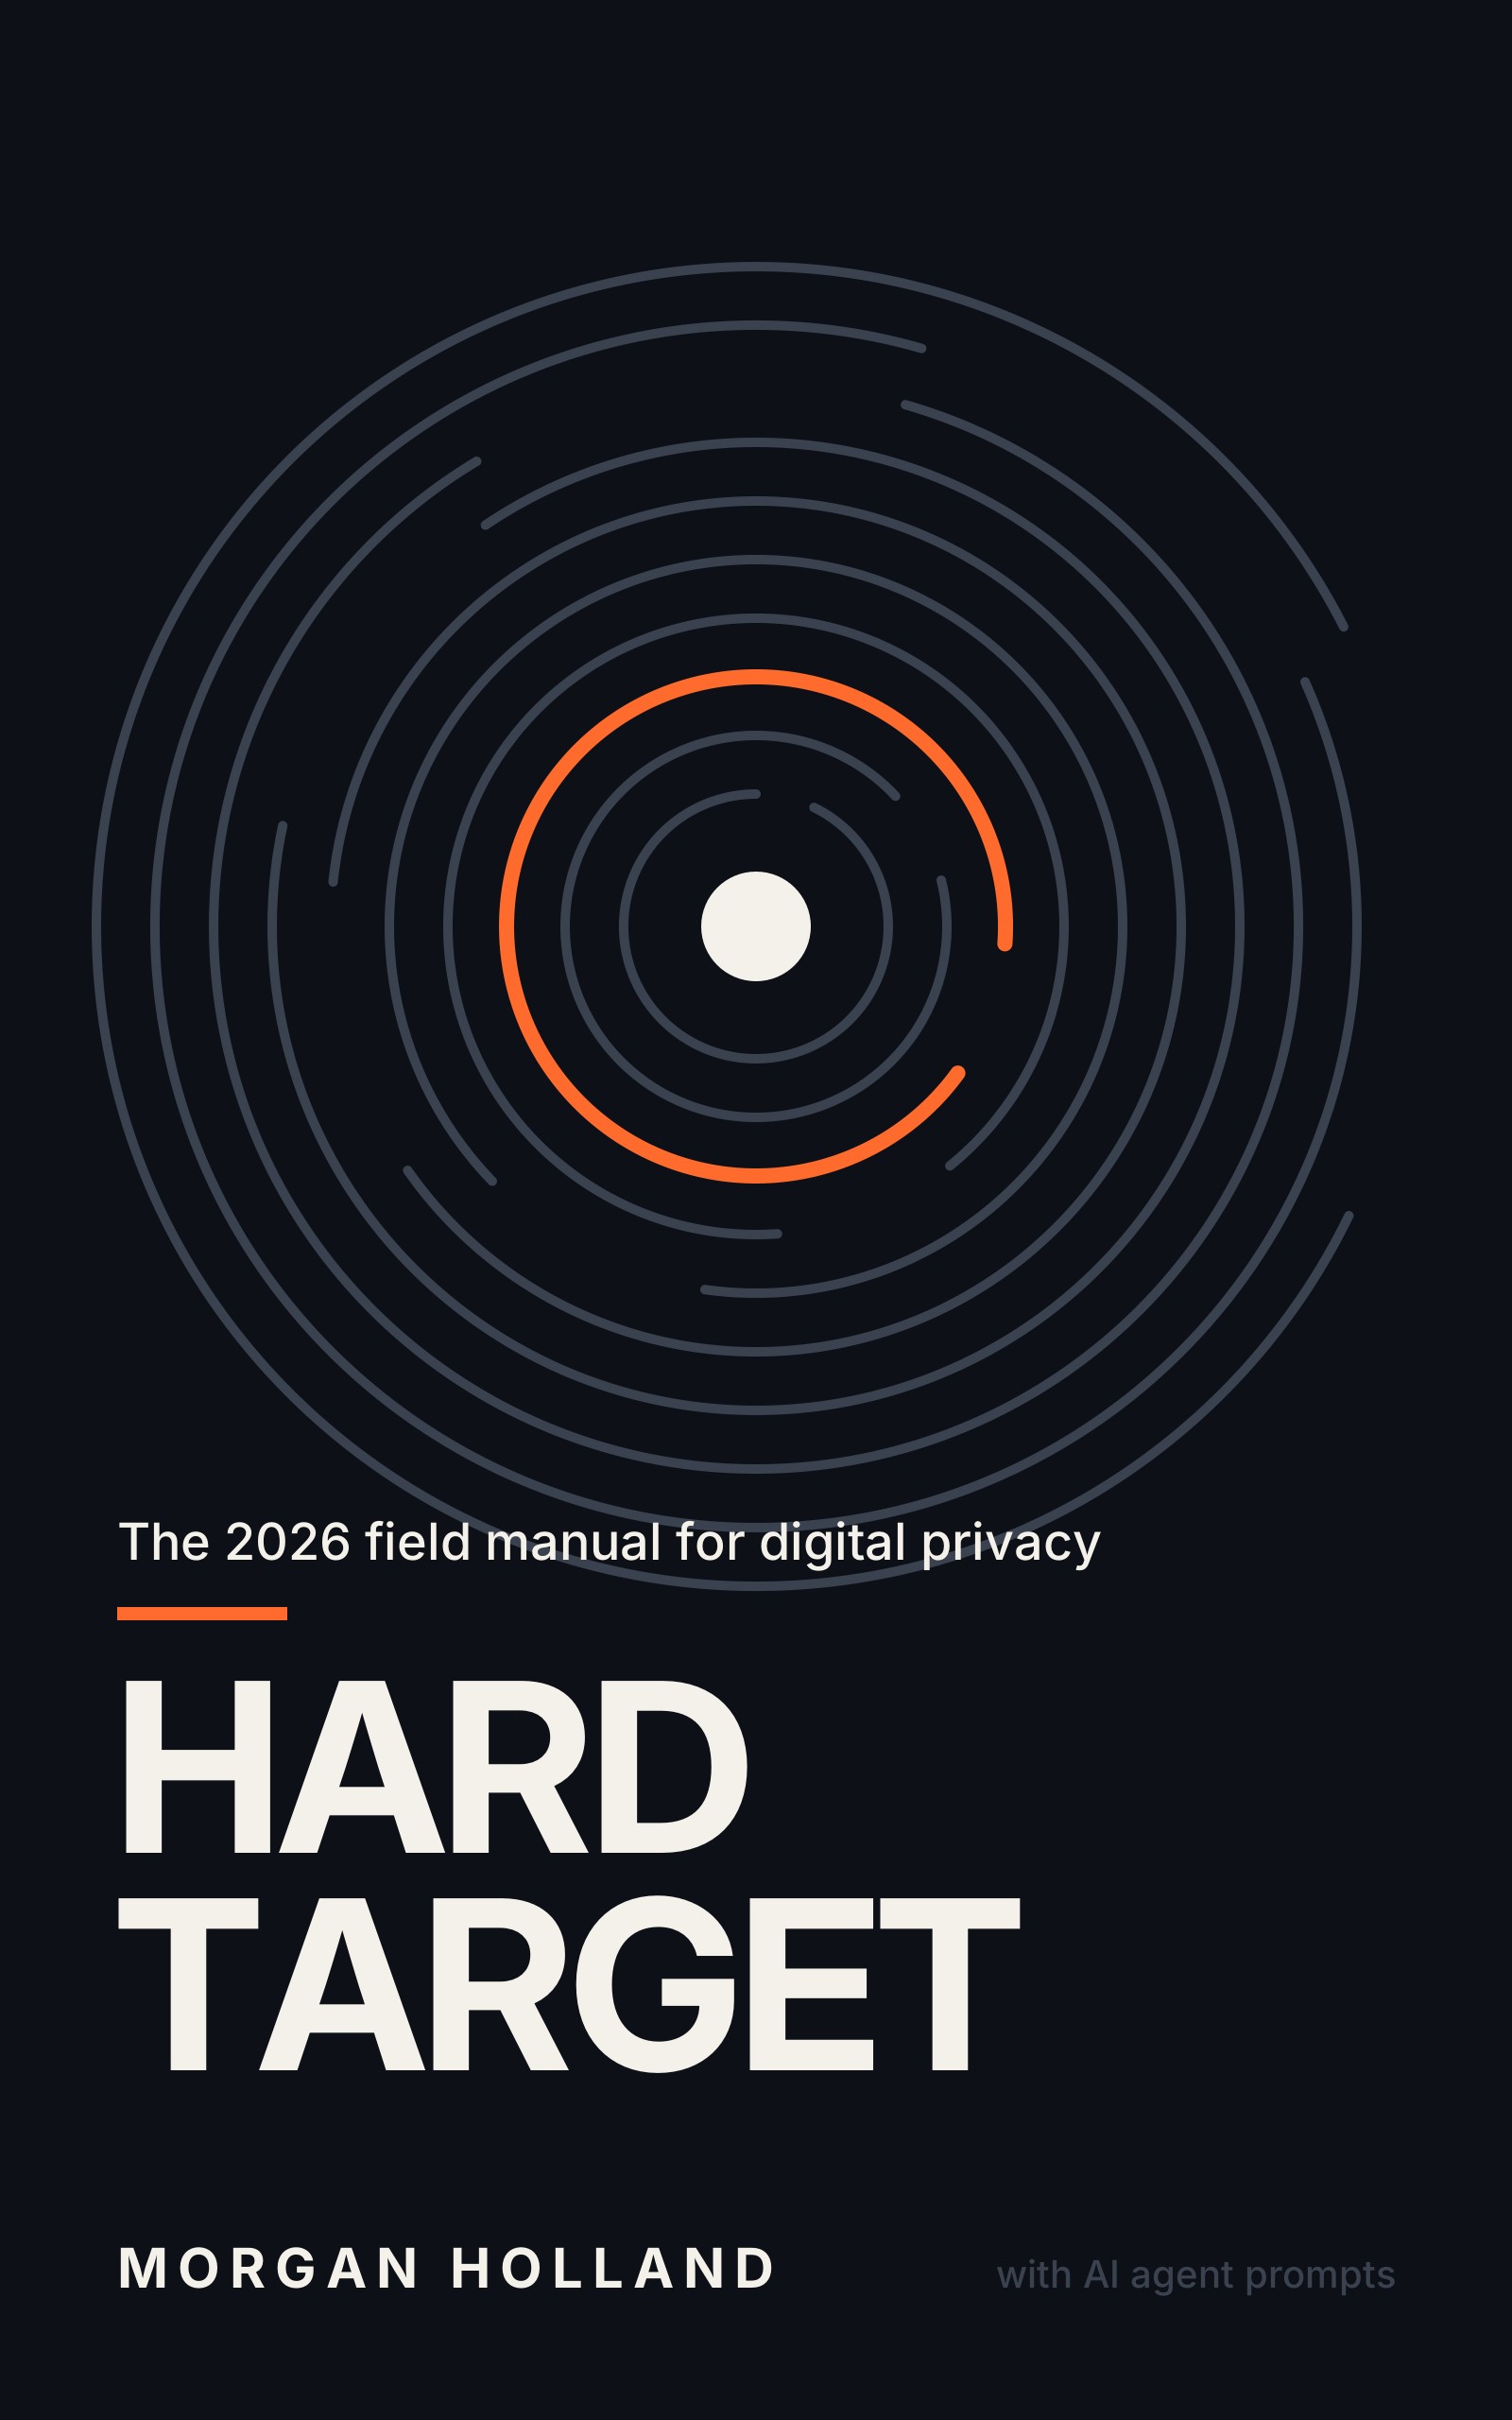 The 2026 field manual for digital privacy
HARD
TARGET
MORGAN HOLLAND
with AI agent prompts